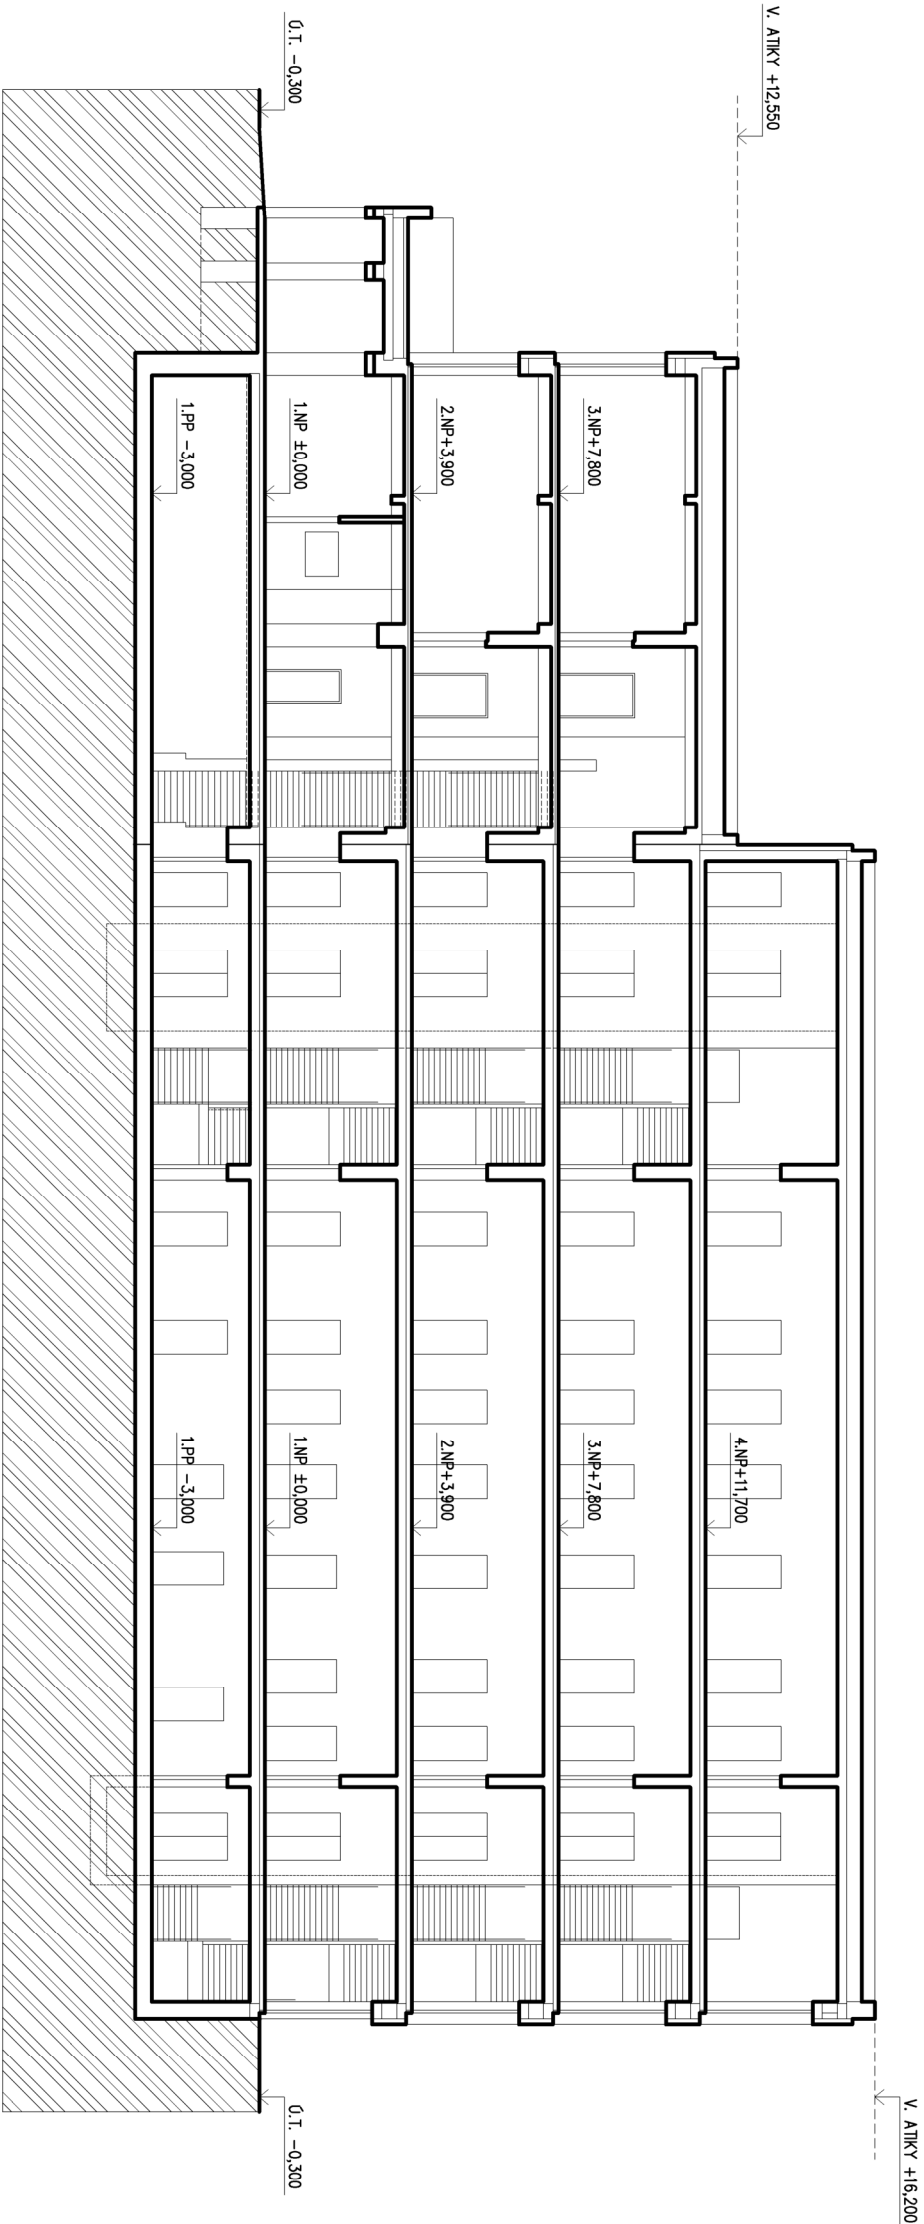 V. ATIKY +16,200
V. ATIKY +12,550
4.NP+11,700
3.NP+7,800
3.NP+7,800
2.NP+3,900
2.NP+3,900
1.NP ±0,000
1.NP ±0,000
Ú.T. -0,300
Ú.T. -0,300
1.PP -3,000
1.PP -3,000